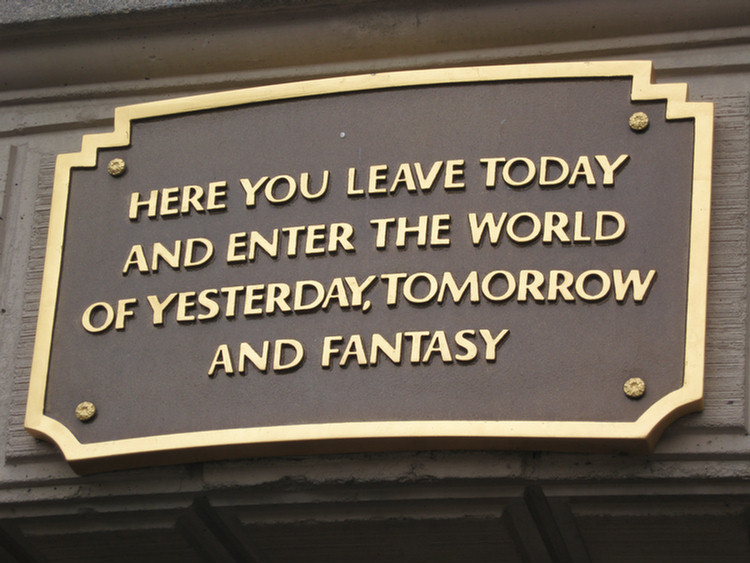 HERE YOU LEAVE TODAY
AND ENTER THE WORLD
OF YESTERDAY, TOMORROW
AND FANTASY